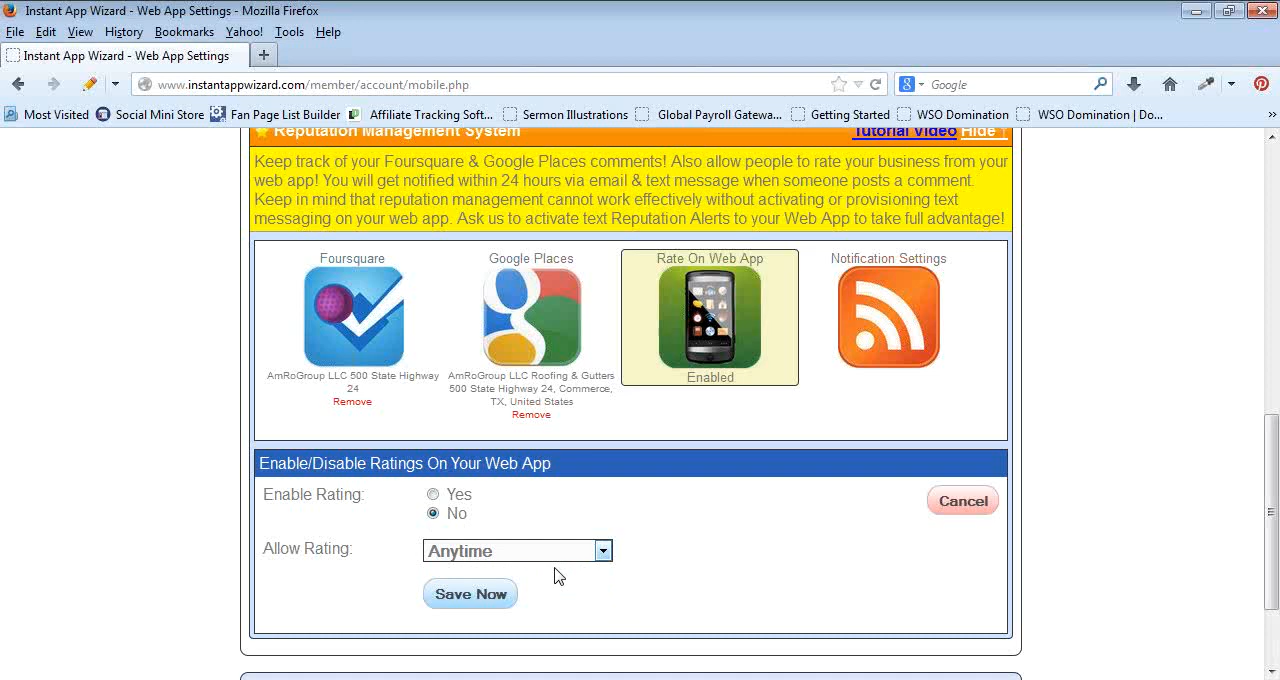 Instant App Wizard - Web App Settings - Mozilla Firefox
File Edit View History Bookmarks Yahoo! Tools Help
Instant App Wizard - Web App Settings +
www.instantappwizard.com/member/account/mobile.php
Google
Most Visited Social Mini Store Fan Page List Builder Affiliate Tracking Soft... Sermon Illustrations Global Payroll Gatewa... Getting Started WSO Domination WSO Domination | Do... »
Reputation Management System Tutorial Video Hide ↑
Keep track of your Foursquare & Google Places comments! Also allow people to rate your business from your
web app! You will get notified within 24 hours via email & text message when someone posts a comment.
Keep in mind that reputation management cannot work effectively without activating or provisioning text
messaging on your web app. Ask us to activate text Reputation Alerts to your Web App to take full advantage!
Foursquare Google Places Rate On Web App Notification Settings
AmRoGroup LLC 500 State Highway
24
Remove
AmRoGroup LLC Roofing & Gutters
500 State Highway 24, Commerce,
TX, United States
Remove
Enabled
Enable/Disable Ratings On Your Web App
Enable Rating: Yes
No
Cancel
Allow Rating: Anytime
Save Now